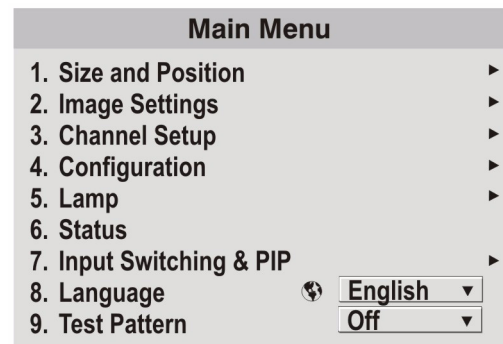 Main Menu
1. Size and Position
2. Image Settings
3. Channel Setup
4. Configuration
5. Lamp
6. Status
7. Input Switching & PIP
8. Language English
9. Test Pattern Off